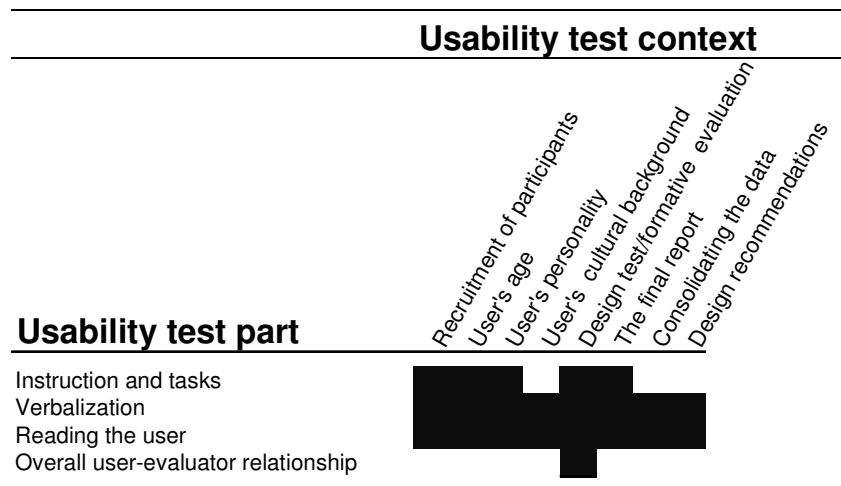 Usability test context
Recruitment of participants
User's age
User's personality
User's cultural background
Design test/formative evaluation
The final report
Consolidating the data
Design recommendations
Usability test part
Instruction and tasks
Verbalization
Reading the user
Overall user-evaluator relationship